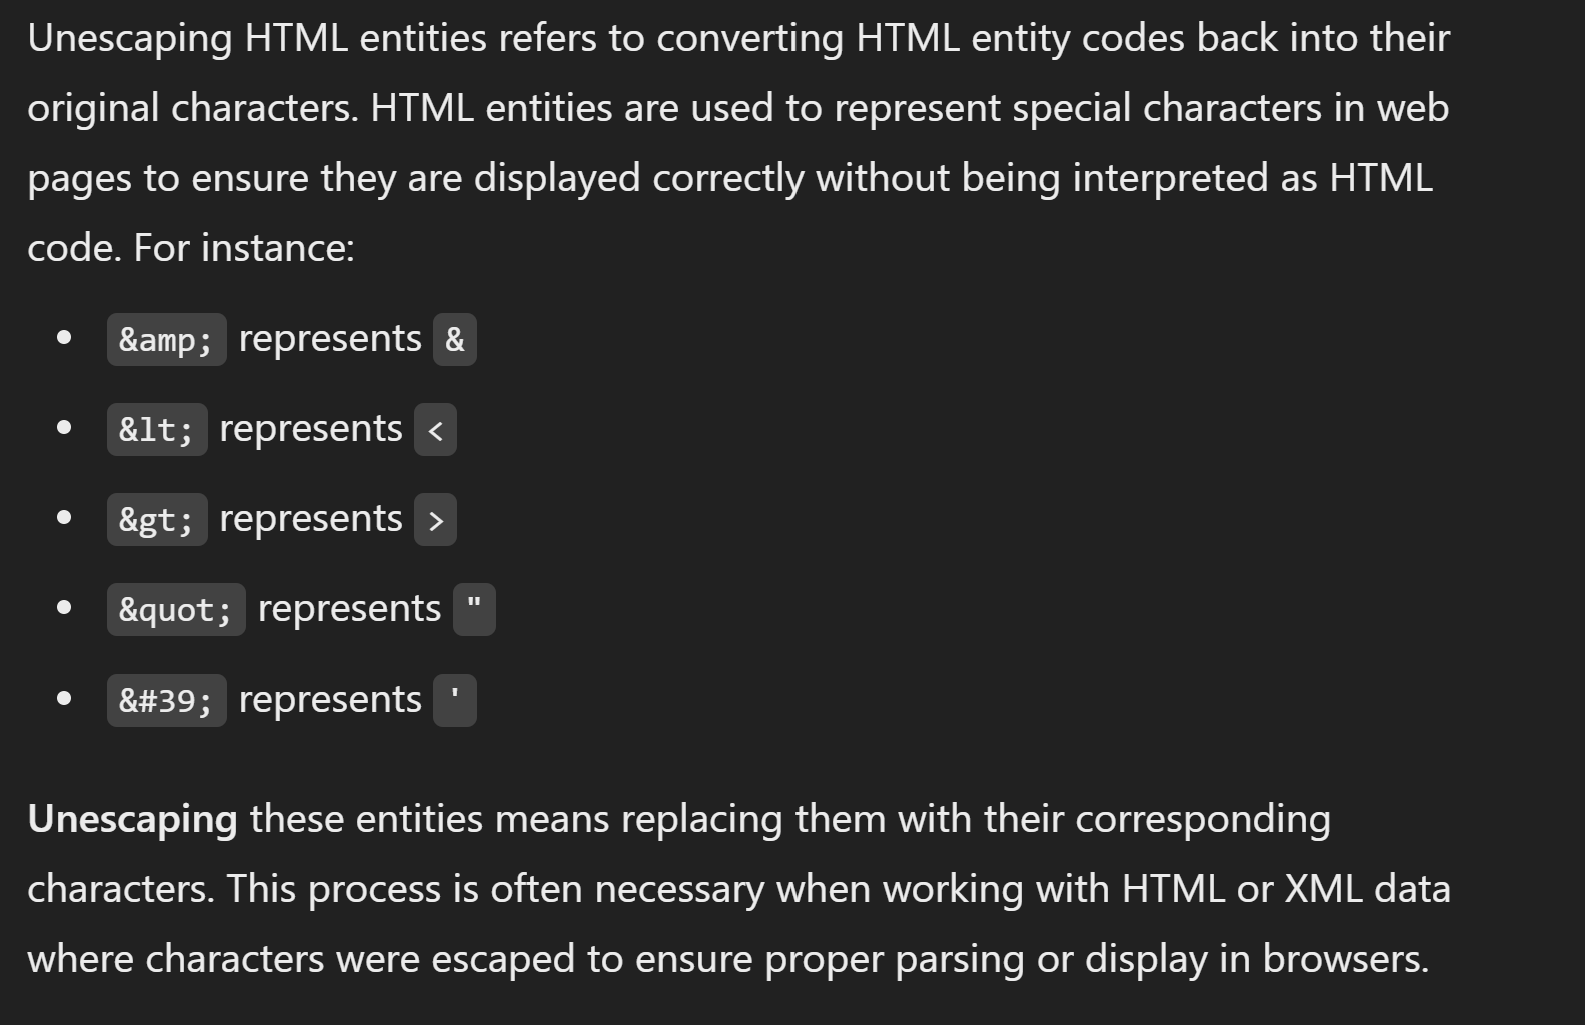 Unescaping HTML entities refers to converting HTML entity codes back into their
original characters. HTML entities are used to represent special characters in web
pages to ensure they are displayed correctly without being interpreted as HTML
code. For instance:
• &amp; represents &
• &lt; represents <
• &gt; represents >
• &quot; represents "
• &#39; represents '
Unescaping these entities means replacing them with their corresponding
characters. This process is often necessary when working with HTML or XML data
where characters were escaped to ensure proper parsing or display in browsers.